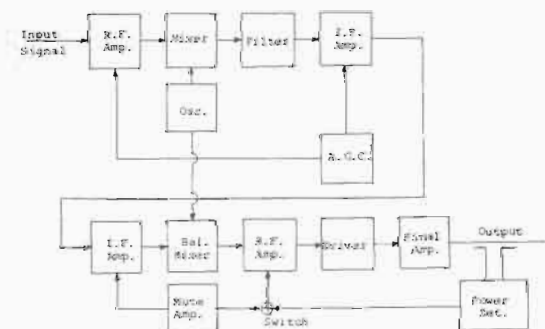 Input
Signal
R.F.
Amp.
Mixer
Filter
I.F.
Amp.
Osc.
A.G.C.
I.F.
Amp.
Bal.
Mixer
R.F.
Amp.
Driver
Final
Amp.
Output
Mute
Amp.
Switch
Power
Set.